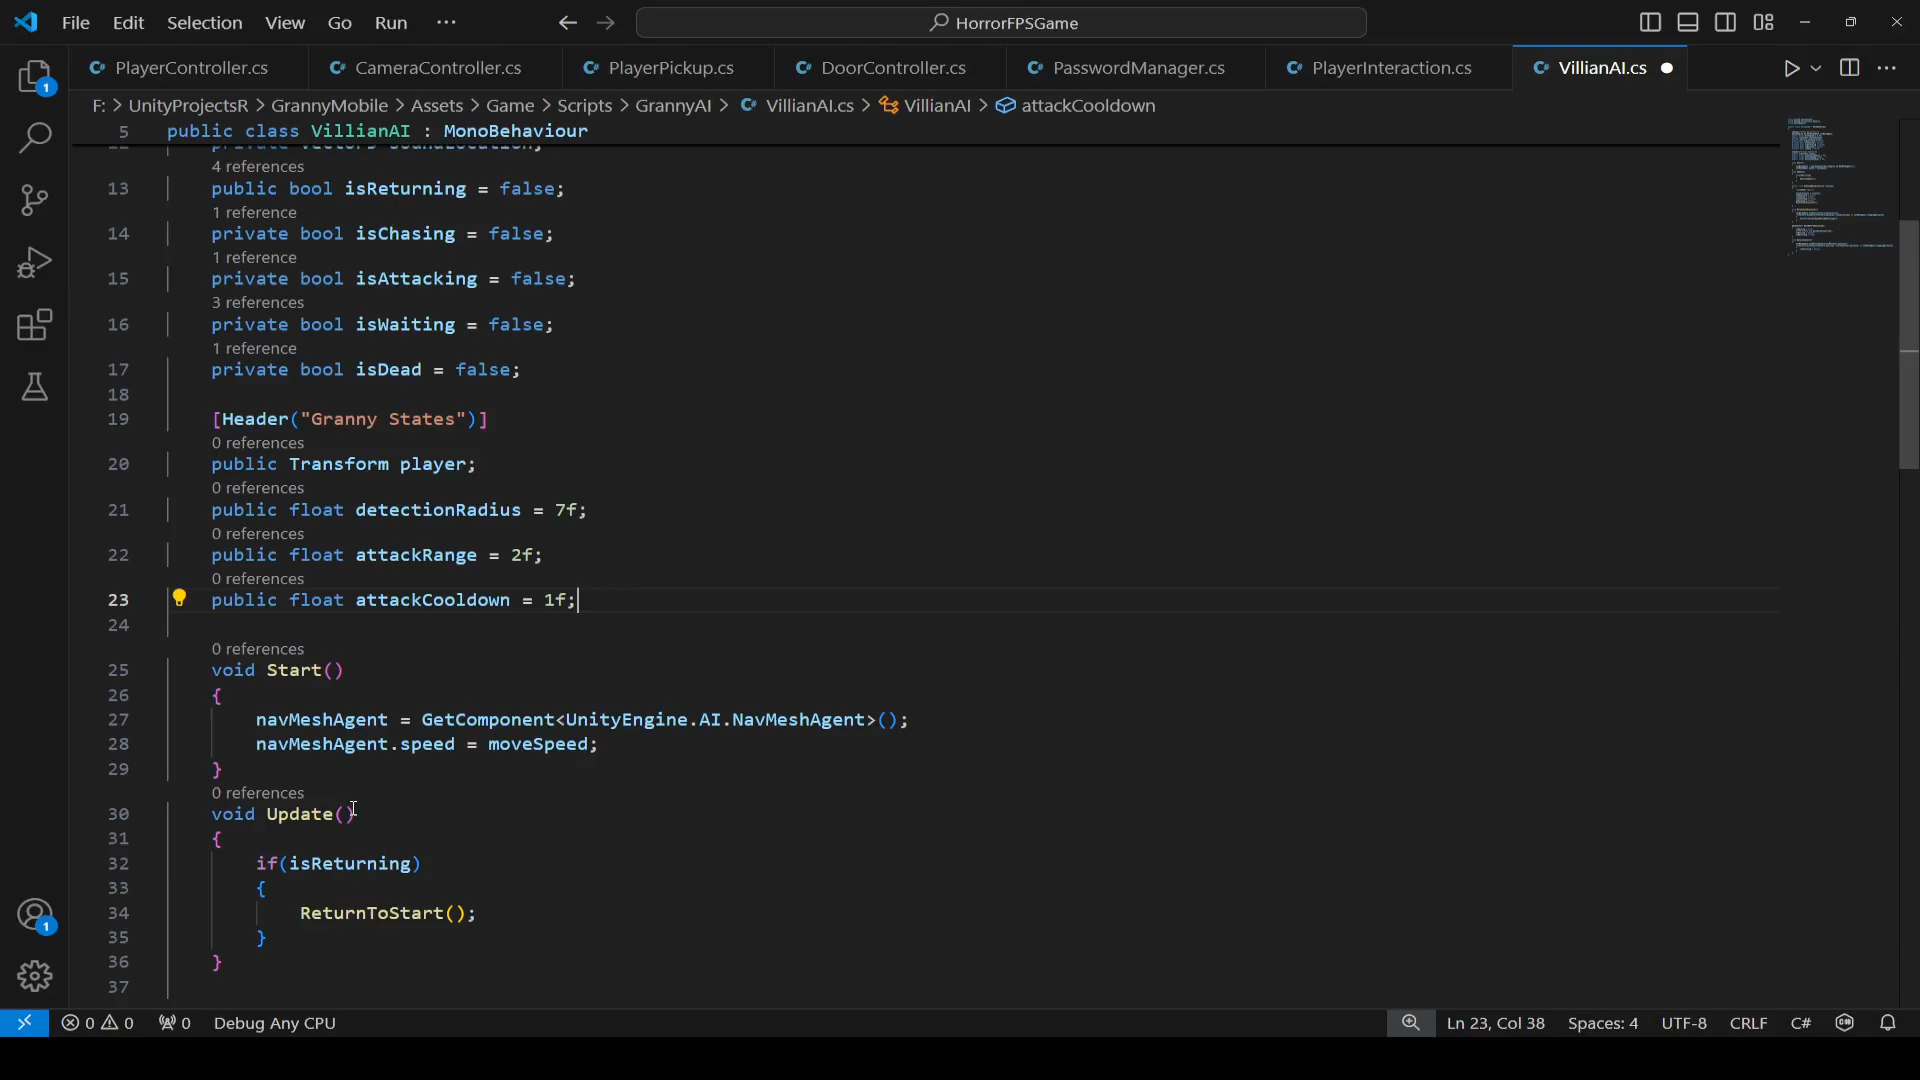 File Edit Selection View Go Run ··· HorrorFPSGame
PlayerController.cs CameraController.cs PlayerPickup.cs DoorController.cs PasswordManager.cs PlayerInteraction.cs VillianAI.cs
F: > UnityProjectsR > GrannyMobile > Assets > Game > Scripts > GrannyAI > VillianAI.cs > VillianAI > attackCooldown
5 public class VillianAI : MonoBehaviour
4 references
13 public bool isReturning = false;
1 reference
14 private bool isChasing = false;
1 reference
15 private bool isAttacking = false;
3 references
16 private bool isWaiting = false;
1 reference
17 private bool isDead = false;
18
19 [Header("Granny States")]
0 references
20 public Transform player;
0 references
21 public float detectionRadius = 7f;
0 references
22 public float attackRange = 2f;
0 references
23 public float attackCooldown = 1f;
24
0 references
25 void Start()
26 {
27 navMeshAgent = GetComponent<UnityEngine.AI.NavMeshAgent>();
28 navMeshAgent.speed = moveSpeed;
29 }
0 references
30 void Update()
31 {
32 if(isReturning)
33 {
34 ReturnToStart();
35 }
36 }
37
0 0 0 Debug Any CPU Ln 23, Col 38 Spaces: 4 UTF-8 CRLF C#